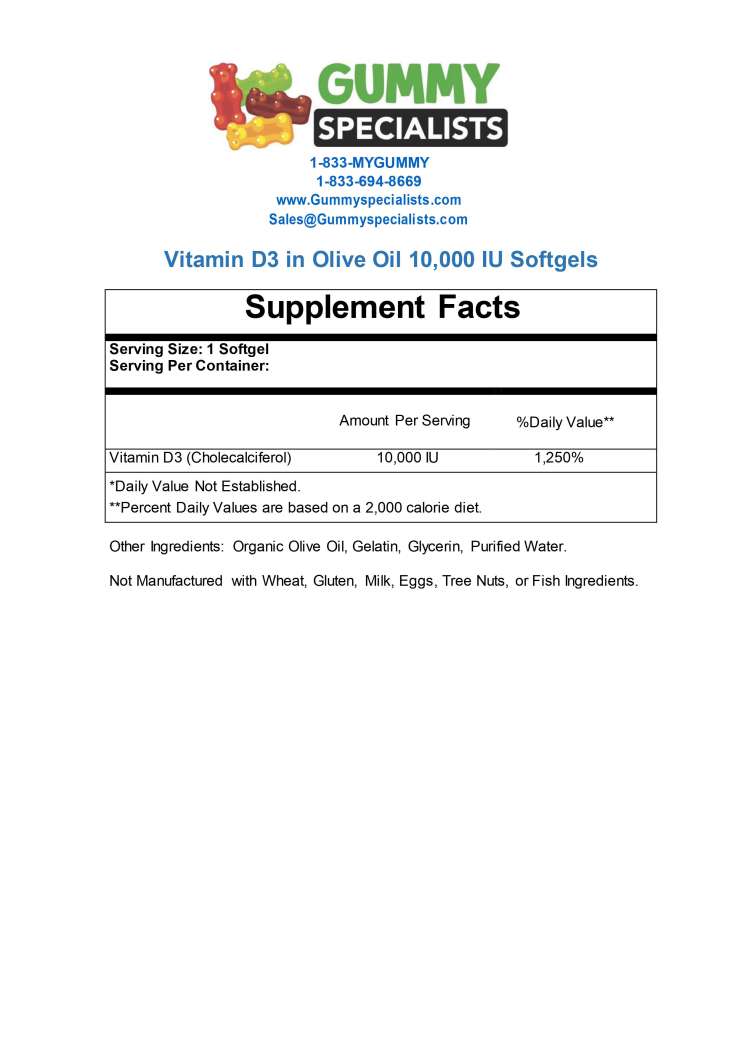 GUMMY
SPECIALISTS
1-833-MYGUMMY
1-833-694-8669
www.Gummyspecialists.com
Sales@Gummyspecialists.com
Vitamin D3 in Olive Oil 10,000 IU Softgels
Supplement Facts
Serving Size: 1 Softgel
Serving Per Container:
Amount Per Serving %Daily Value**
Vitamin D3 (Cholecalciferol) 10,000 IU 1,250%
*Daily Value Not Established.
**Percent Daily Values are based on a 2,000 calorie diet.
Other Ingredients: Organic Olive Oil, Gelatin, Glycerin, Purified Water.
Not Manufactured with Wheat, Gluten, Milk, Eggs, Tree Nuts, or Fish Ingredients.